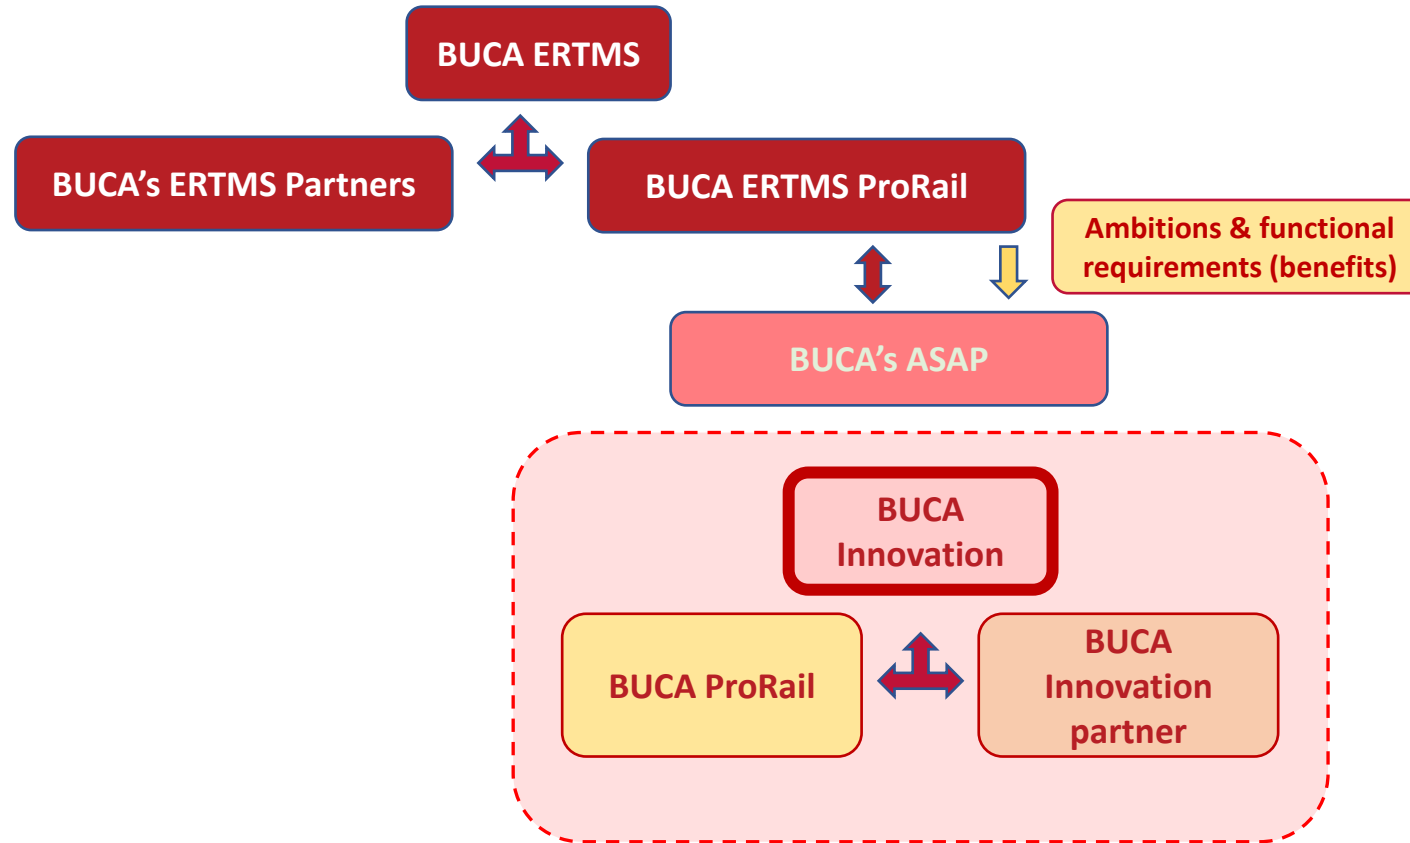 BUCA ERTMS
BUCA’s ERTMS Partners
BUCA ERTMS ProRail
Ambitions & functional
requirements (benefits)
BUCA’s ASAP
BUCA
Innovation
BUCA ProRail
BUCA
Innovation
partner